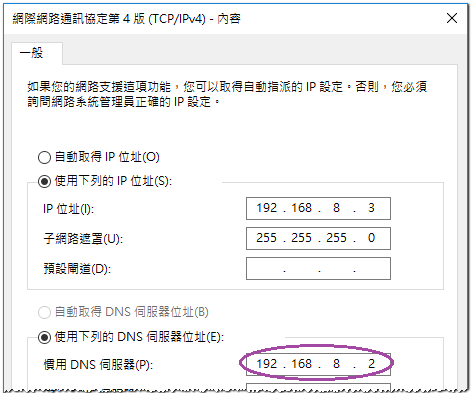 網際網路通訊協定第 4 版 (TCP/IPv4) - 內容
一般
如果您的網路支援這項功能，您可以取得自動指派的 IP 設定。否則，您必須
詢問網路系統管理員正確的 IP 設定。
自動取得 IP 位址(O)
使用下列的 IP 位址(S):
IP 位址(I): 192 . 168 . 8 . 3
子網路遮罩(U): 255 . 255 . 255 . 0
預設閘道(D): . . .
自動取得 DNS 伺服器位址(B)
使用下列的 DNS 伺服器位址(E):
慣用 DNS 伺服器(P): 192 . 168 . 8 . 2